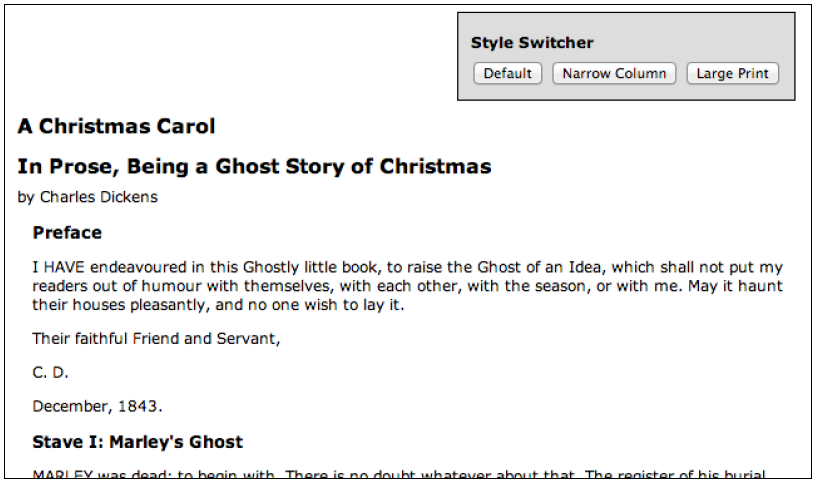 Style Switcher
Default Narrow Column Large Print
A Christmas Carol
In Prose, Being a Ghost Story of Christmas
by Charles Dickens
Preface
I HAVE endeavoured in this Ghostly little book, to raise the Ghost of an Idea, which shall not put my
readers out of humour with themselves, with each other, with the season, or with me. May it haunt
their houses pleasantly, and no one wish to lay it.
Their faithful Friend and Servant,
C. D.
December, 1843.
Stave I: Marley's Ghost
MARLEY was dead: to begin with. There is no doubt whatever about that. The register of his burial